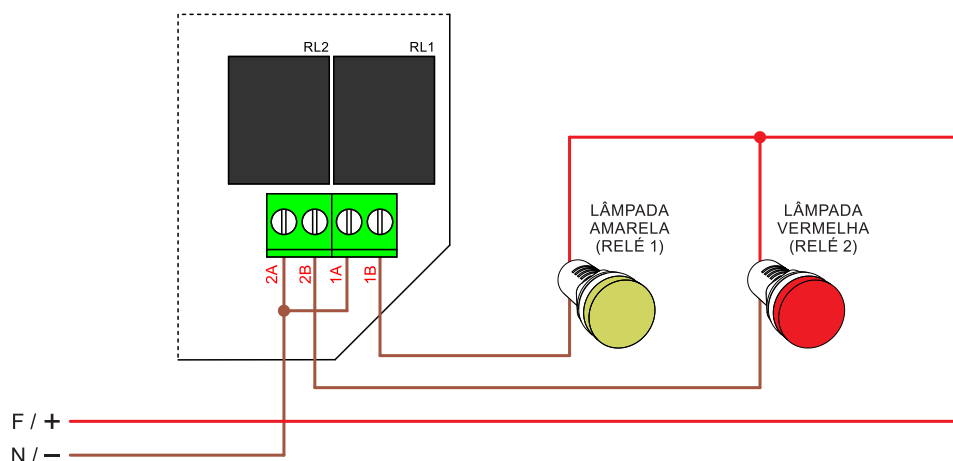 RL2
RL1
2A
2B
1A
1B
LÂMPADA
AMARELA
(RELÉ 1)
LÂMPADA
VERMELHA
(RELÉ 2)
F / +
N / −